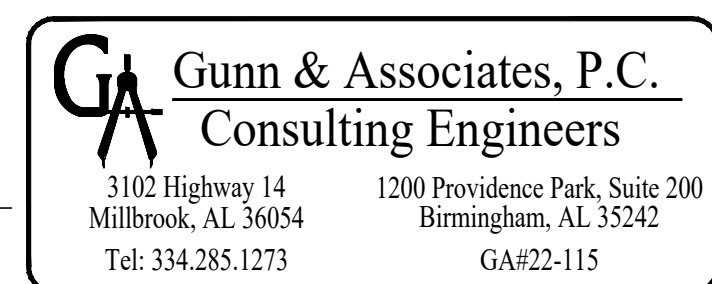 GA
Gunn & Associates, P.C.
Consulting Engineers
3102 Highway 14
Millbrook, AL 36054
Tel: 334.285.1273
1200 Providence Park, Suite 200
Birmingham, AL 35242
GA#22-115